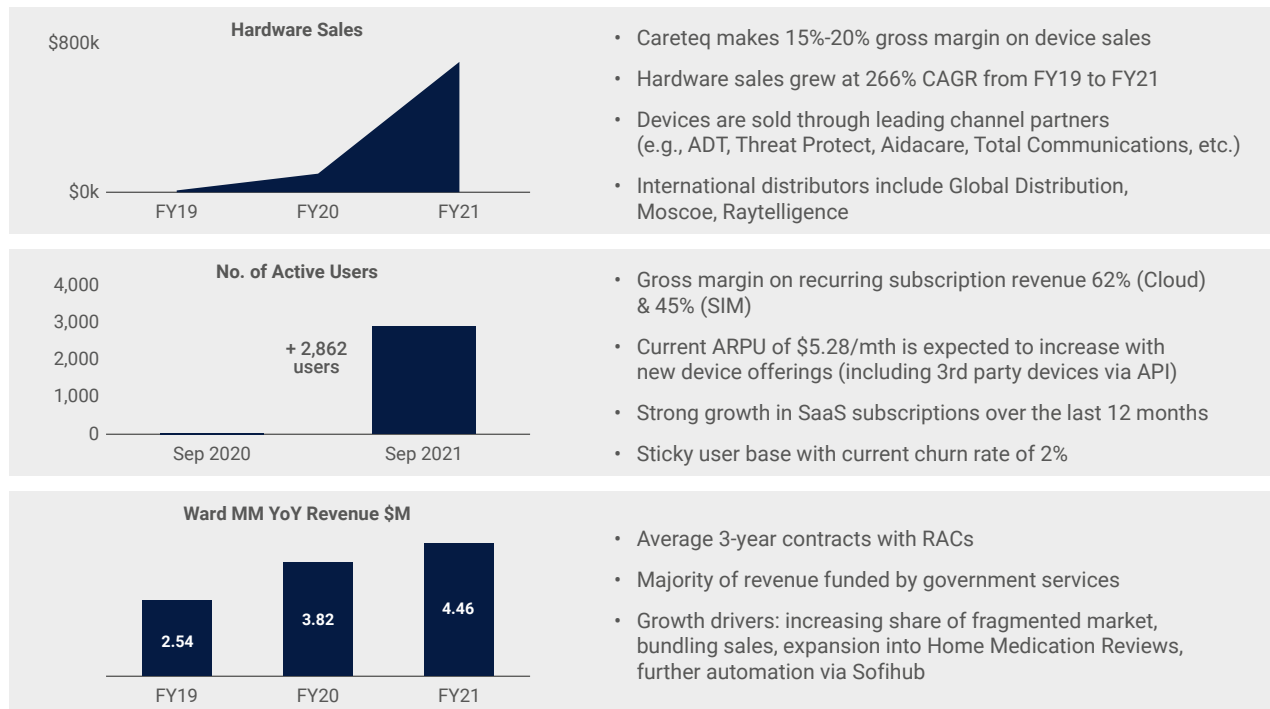 Hardware Sales
$800k
$0k
FY19
FY20
FY21
• Careteq makes 15%-20% gross margin on device sales
• Hardware sales grew at 266% CAGR from FY19 to FY21
• Devices are sold through leading channel partners
(e.g., ADT, Threat Protect, Aidacare, Total Communications, etc.)
• International distributors include Global Distribution,
Moscoe, Raytelligence
No. of Active Users
4,000
3,000
2,000
1,000
0
+ 2,862
users
Sep 2020
Sep 2021
• Gross margin on recurring subscription revenue 62% (Cloud)
& 45% (SIM)
• Current ARPU of $5.28/mth is expected to increase with
new device offerings (including 3rd party devices via API)
• Strong growth in SaaS subscriptions over the last 12 months
• Sticky user base with current churn rate of 2%
Ward MM YoY Revenue $M
2.54
3.82
4.46
FY19
FY20
FY21
• Average 3-year contracts with RACs
• Majority of revenue funded by government services
• Growth drivers: increasing share of fragmented market,
bundling sales, expansion into Home Medication Reviews,
further automation via Sofihub